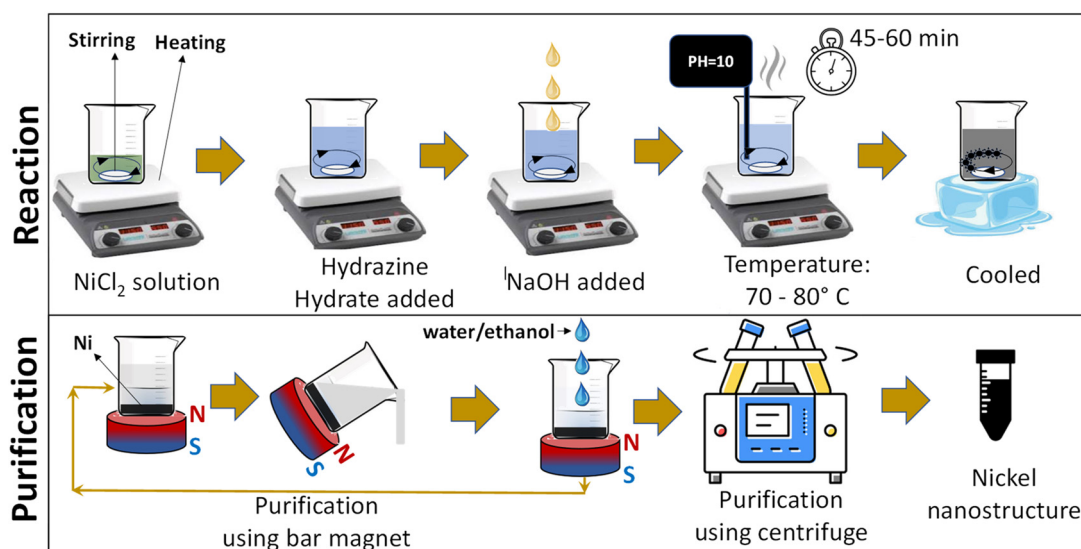 Reaction
Stirring
Heating
NiCl₂ solution
Hydrazine
Hydrate added
NaOH added
PH=10
45-60 min
Temperature:
70 - 80° C
Cooled
Purification
Ni
N
S
N
S
Purification
using bar magnet
water/ethanol
N
S
Purification
using centrifuge
Nickel
nanostructure